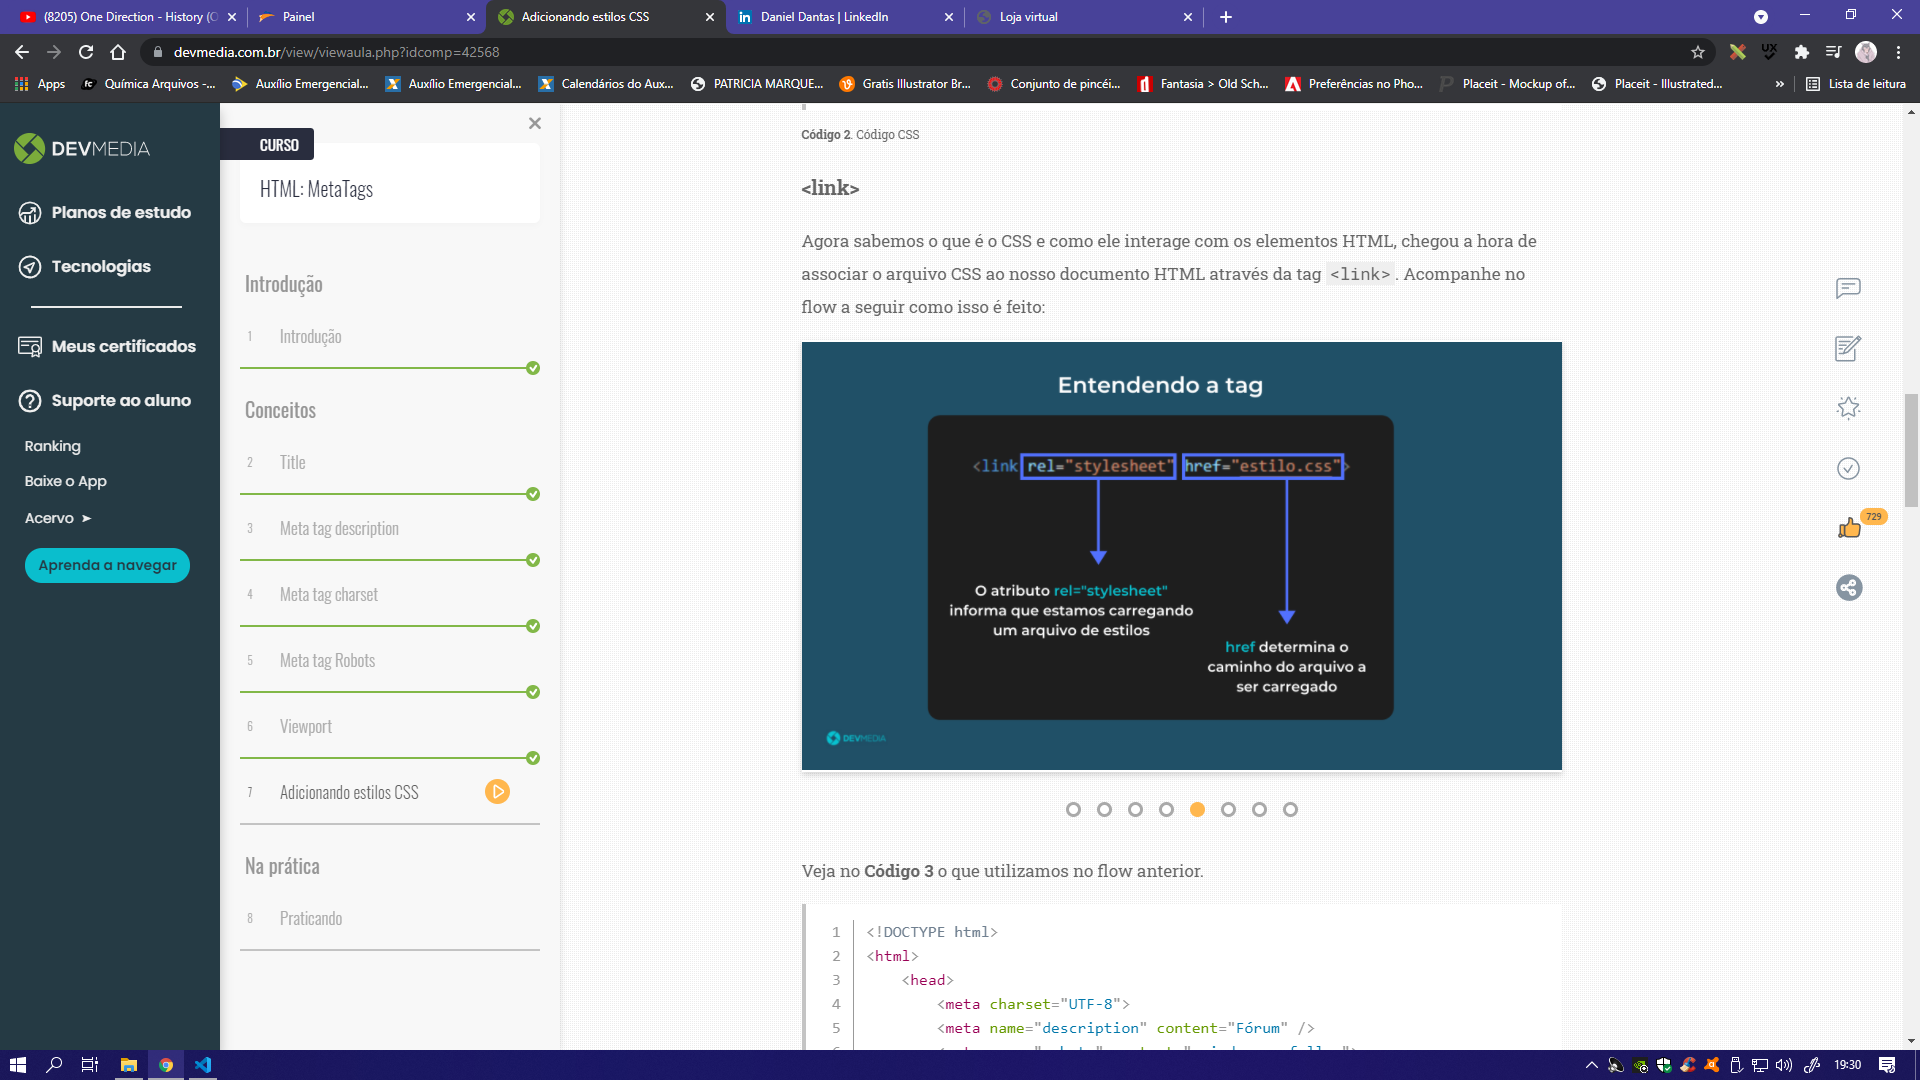 (8205) One Direction - History (O
Painel
Adicionando estilos CSS
Daniel Dantas | LinkedIn
Loja virtual
devmedia.com.br/view/viewaula.php?idcomp=42568
Apps
Química Arquivos -...
Auxílio Emergencial...
Auxílio Emergencial...
Calendários do Aux...
PATRICIA MARQUE...
Gratis Illustrator Br...
Conjunto de pincéi...
Fantasia > Old Sch...
Preferências no Pho...
Placeit - Mockup of...
Placeit - Illustrated...
»
Lista de leitura
DEVMEDIA
Planos de estudo
Tecnologias
Meus certificados
Suporte ao aluno
Ranking
Baixe o App
Acervo ➤
Aprenda a navegar
CURSO
HTML: MetaTags
Introdução
1 Introdução
Conceitos
2 Title
3 Meta tag description
4 Meta tag charset
5 Meta tag Robots
6 Viewport
7 Adicionando estilos CSS
Na prática
8 Praticando
Código 2. Código CSS
<link>
Agora sabemos o que é o CSS e como ele interage com os elementos HTML, chegou a hora de
associar o arquivo CSS ao nosso documento HTML através da tag <link>. Acompanhe no
flow a seguir como isso é feito:
Entendendo a tag
<link rel="stylesheet" href="estilo.css">
O atributo rel="stylesheet"
informa que estamos carregando
um arquivo de estilos
href determina o
caminho do arquivo a
ser carregado
DEVMEDIA
Veja no Código 3 o que utilizamos no flow anterior.
1 <!DOCTYPE html>
2 <html>
3 <head>
4 <meta charset="UTF-8">
5 <meta name="description" content="Fórum" />
729
19:30